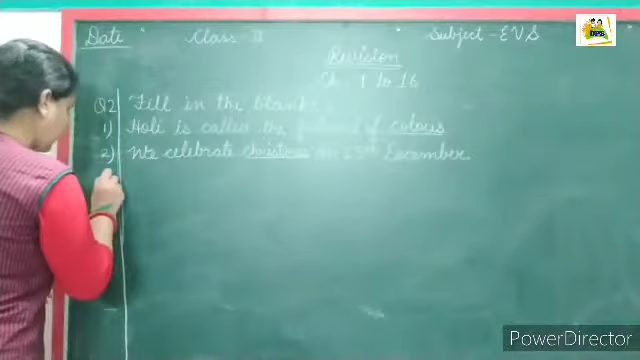 Date Class - II Subject - EVS
Revision
Ch. 1 to 16
Q2 Fill in the blanks
1) Holi is called the festival of colours
2) We celebrate christmas on 25th December.
PowerDirector